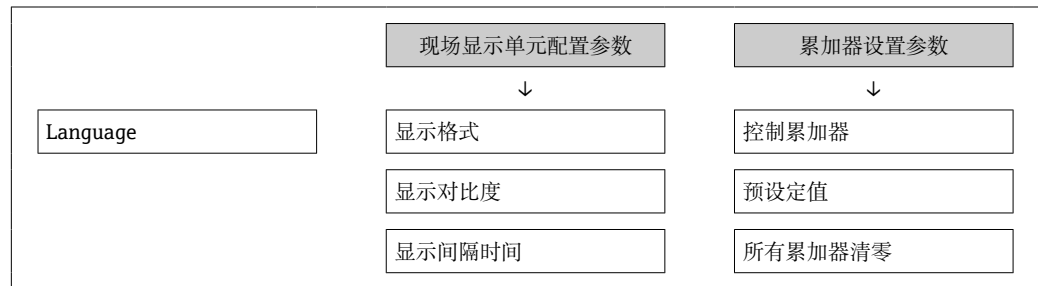 现场显示单元配置参数
累加器设置参数
↓
↓
Language
显示格式
控制累加器
显示对比度
预设定值
显示间隔时间
所有累加器清零